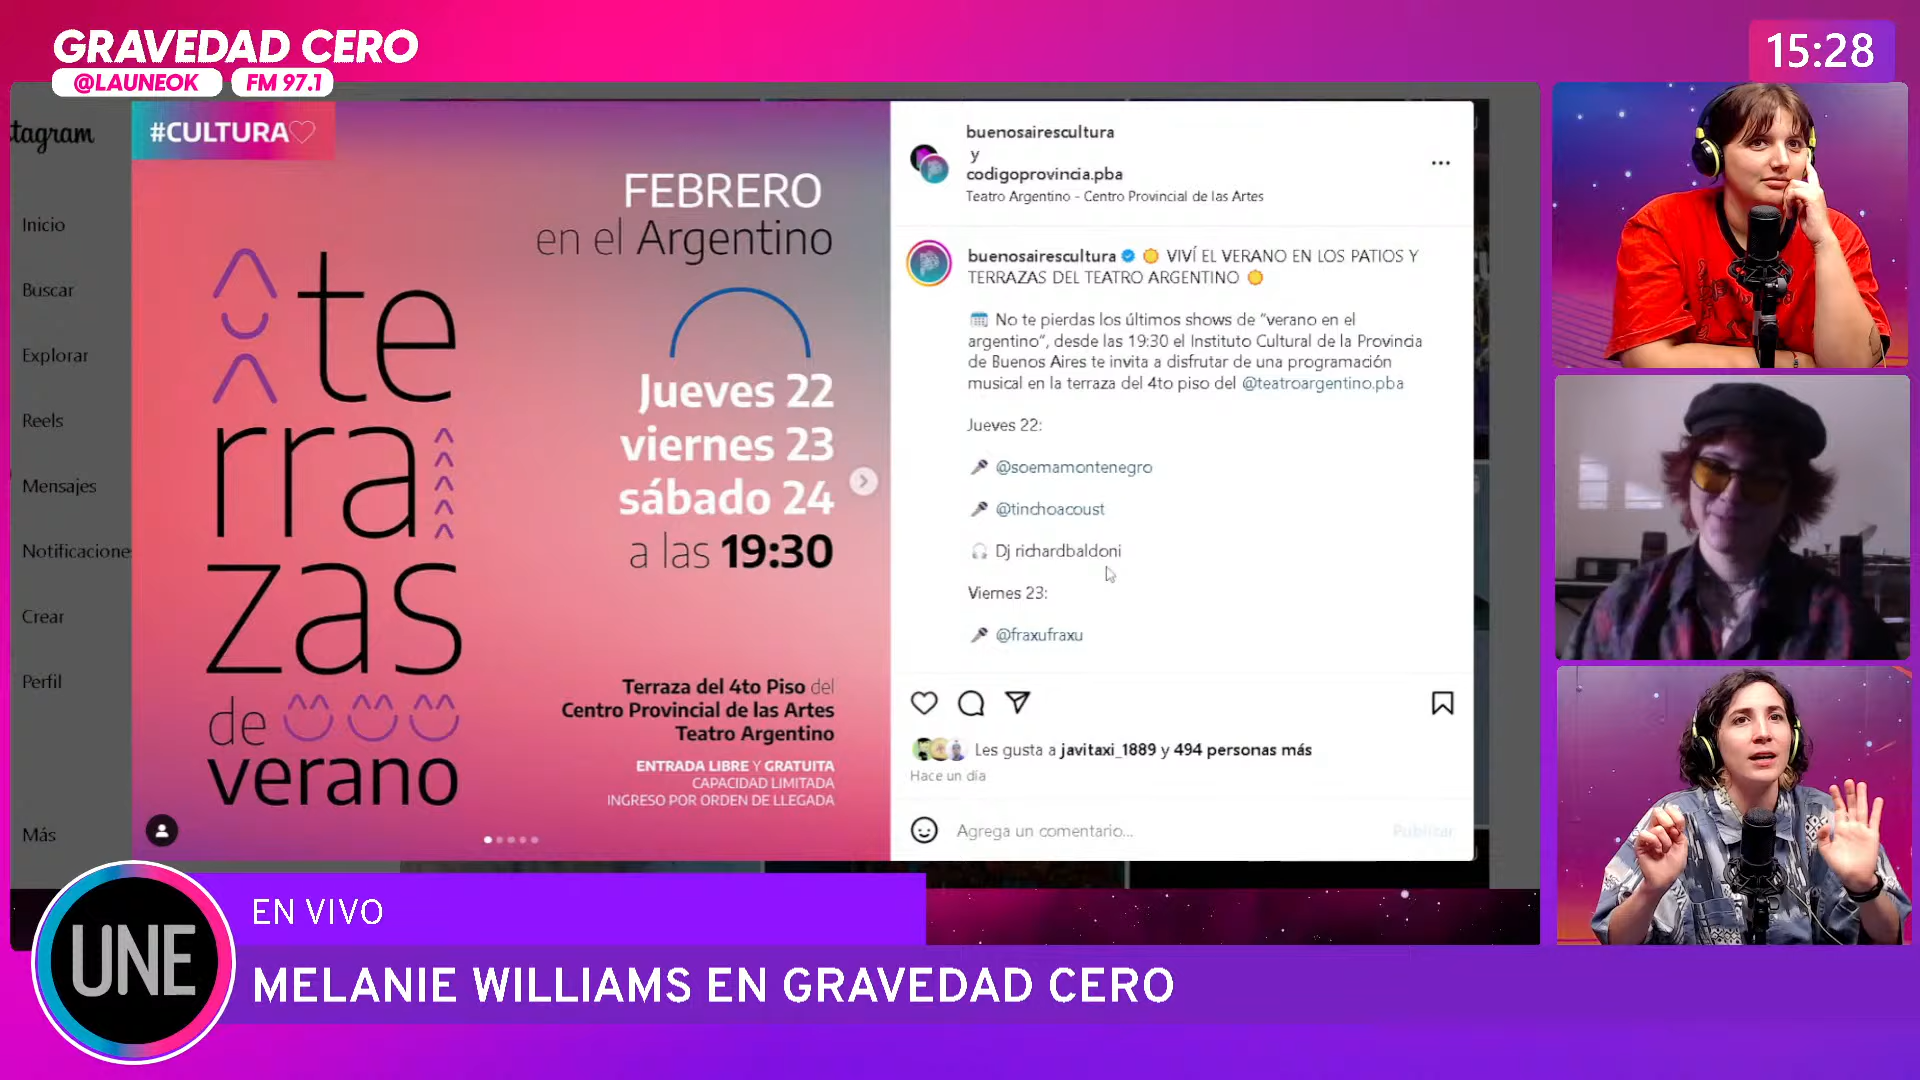 GRAVEDAD CERO
@LAUNEOK FM 97.1
15:28
tagram
Inicio
Buscar
Explorar
Reels
Mensajes
Notificacione
Crear
Perfil
Más
#CULTURA
FEBRERO
en el Argentino
te
rra
zas
de
verano
Jueves 22
viernes 23
sábado 24
a las 19:30
Terraza del 4to Piso del
Centro Provincial de las Artes
Teatro Argentino
ENTRADA LIBRE Y GRATUITA
CAPACIDAD LIMITADA
INGRESO POR ORDEN DE LLEGADA
buenosairescultura
y
codigoprovincia.pba
Teatro Argentino - Centro Provincial de las Artes
buenosairescultura VIVÍ EL VERANO EN LOS PATIOS Y
TERRAZAS DEL TEATRO ARGENTINO
No te pierdas los últimos shows de "verano en el
argentino", desde las 19:30 el Instituto Cultural de la Provincia
de Buenos Aires te invita a disfrutar de una programación
musical en la terraza del 4to piso del @teatroargentino.pba
Jueves 22:
@soemamontenegro
@tinchoacoust
Dj richardbaldoni
Viernes 23:
@fraxufraxu
Les gusta a javitaxi_1889 y 494 personas más
Hace un día
Agrega un comentario...
Publicar
UNE
EN VIVO
MELANIE WILLIAMS EN GRAVEDAD CERO